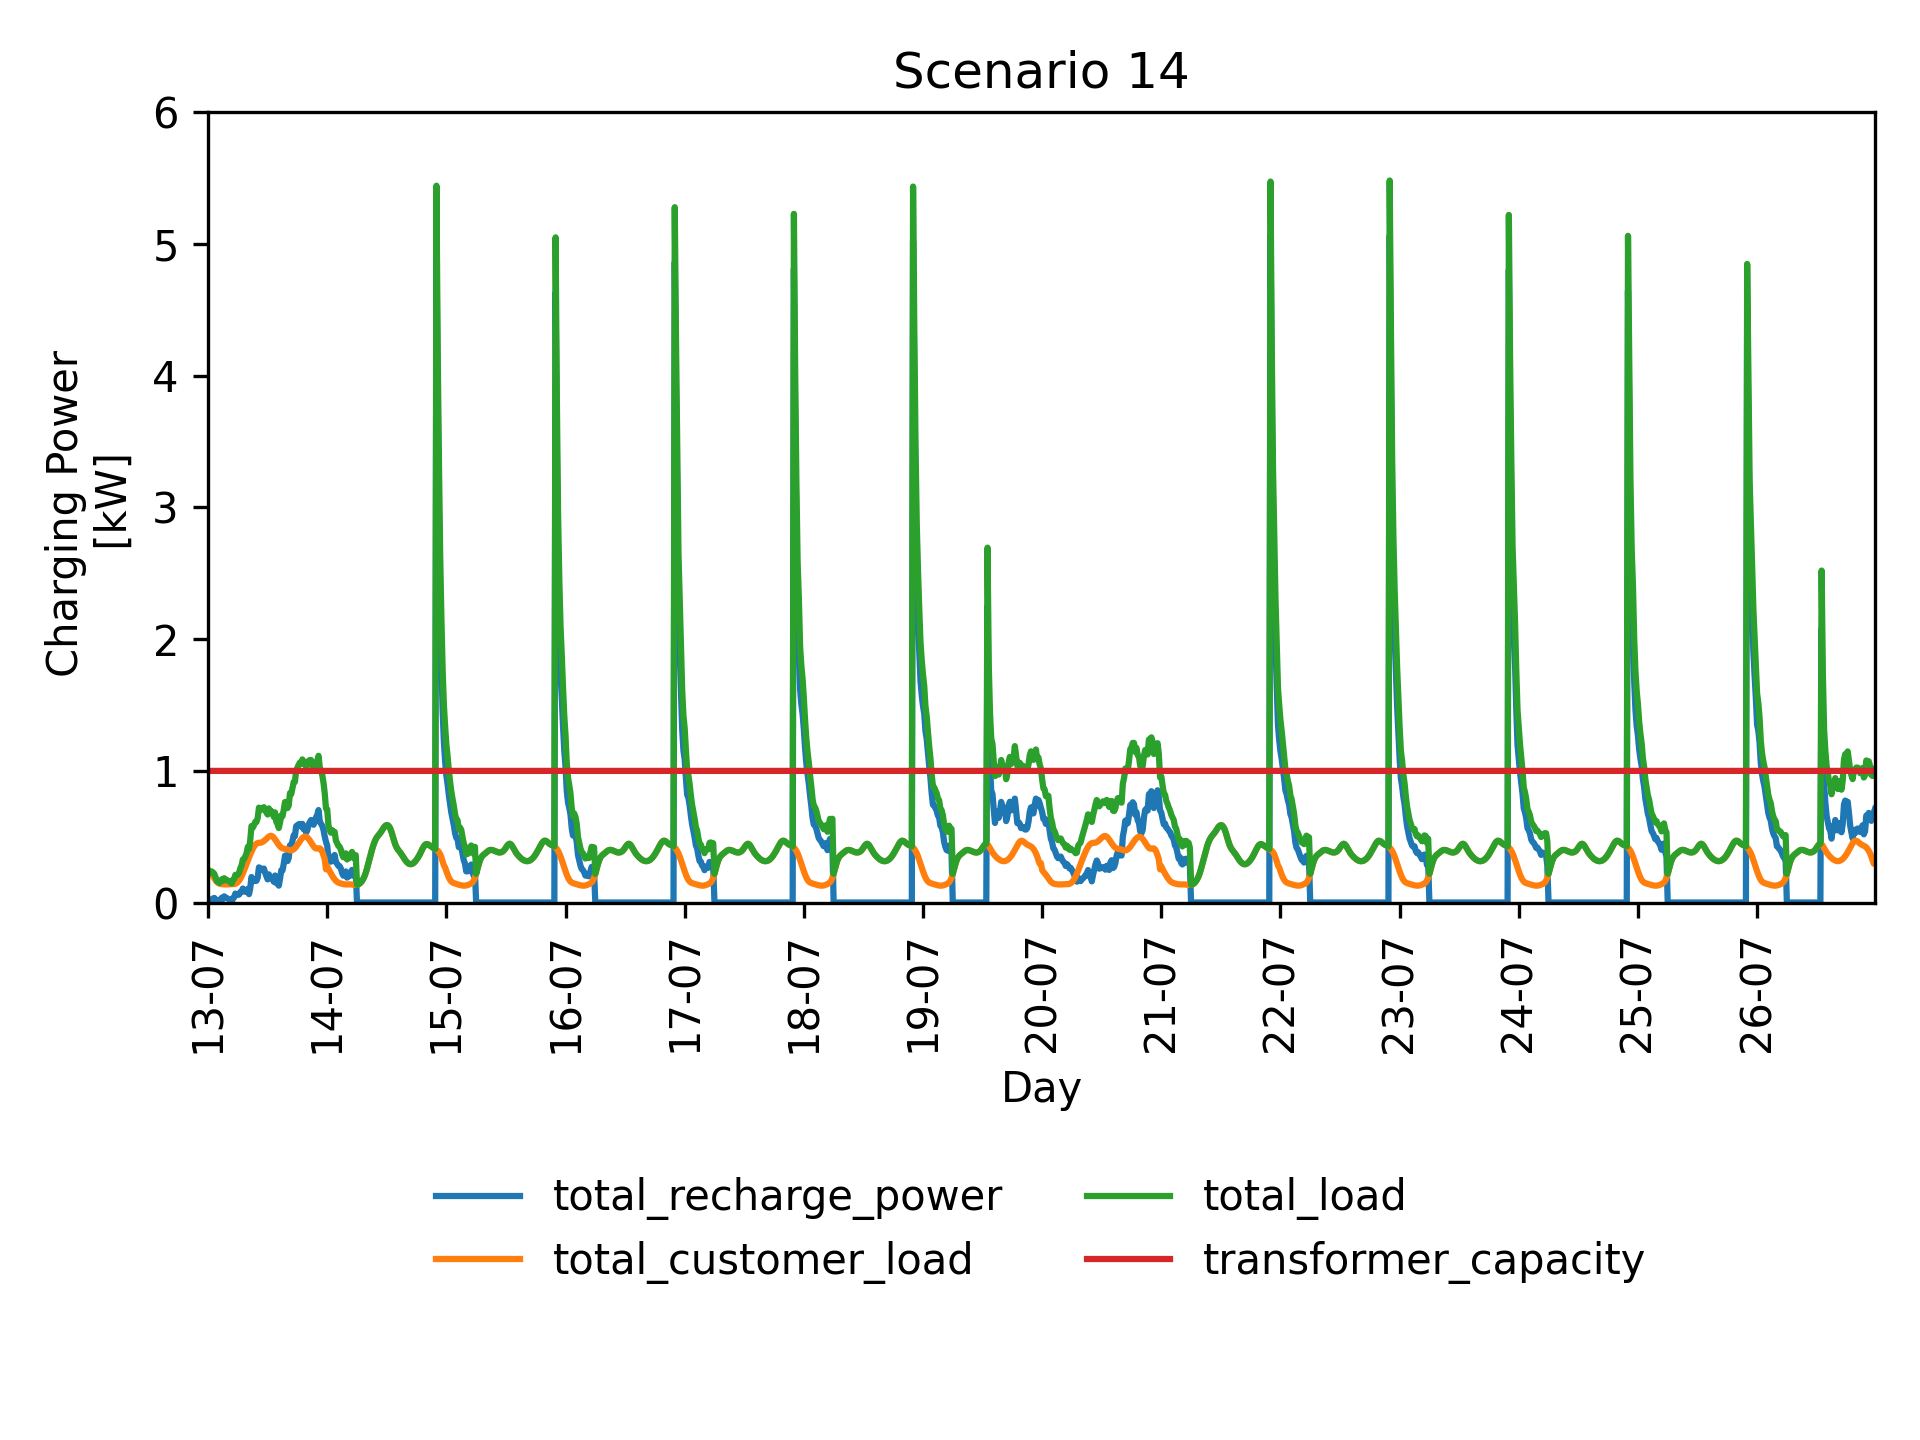 Scenario 14
6
5
4
3
2
1
0
Charging Power
[kW]
13-07
14-07
15-07
16-07
17-07
18-07
19-07
20-07
21-07
22-07
23-07
24-07
25-07
26-07
Day
total_recharge_power
total_customer_load
total_load
transformer_capacity